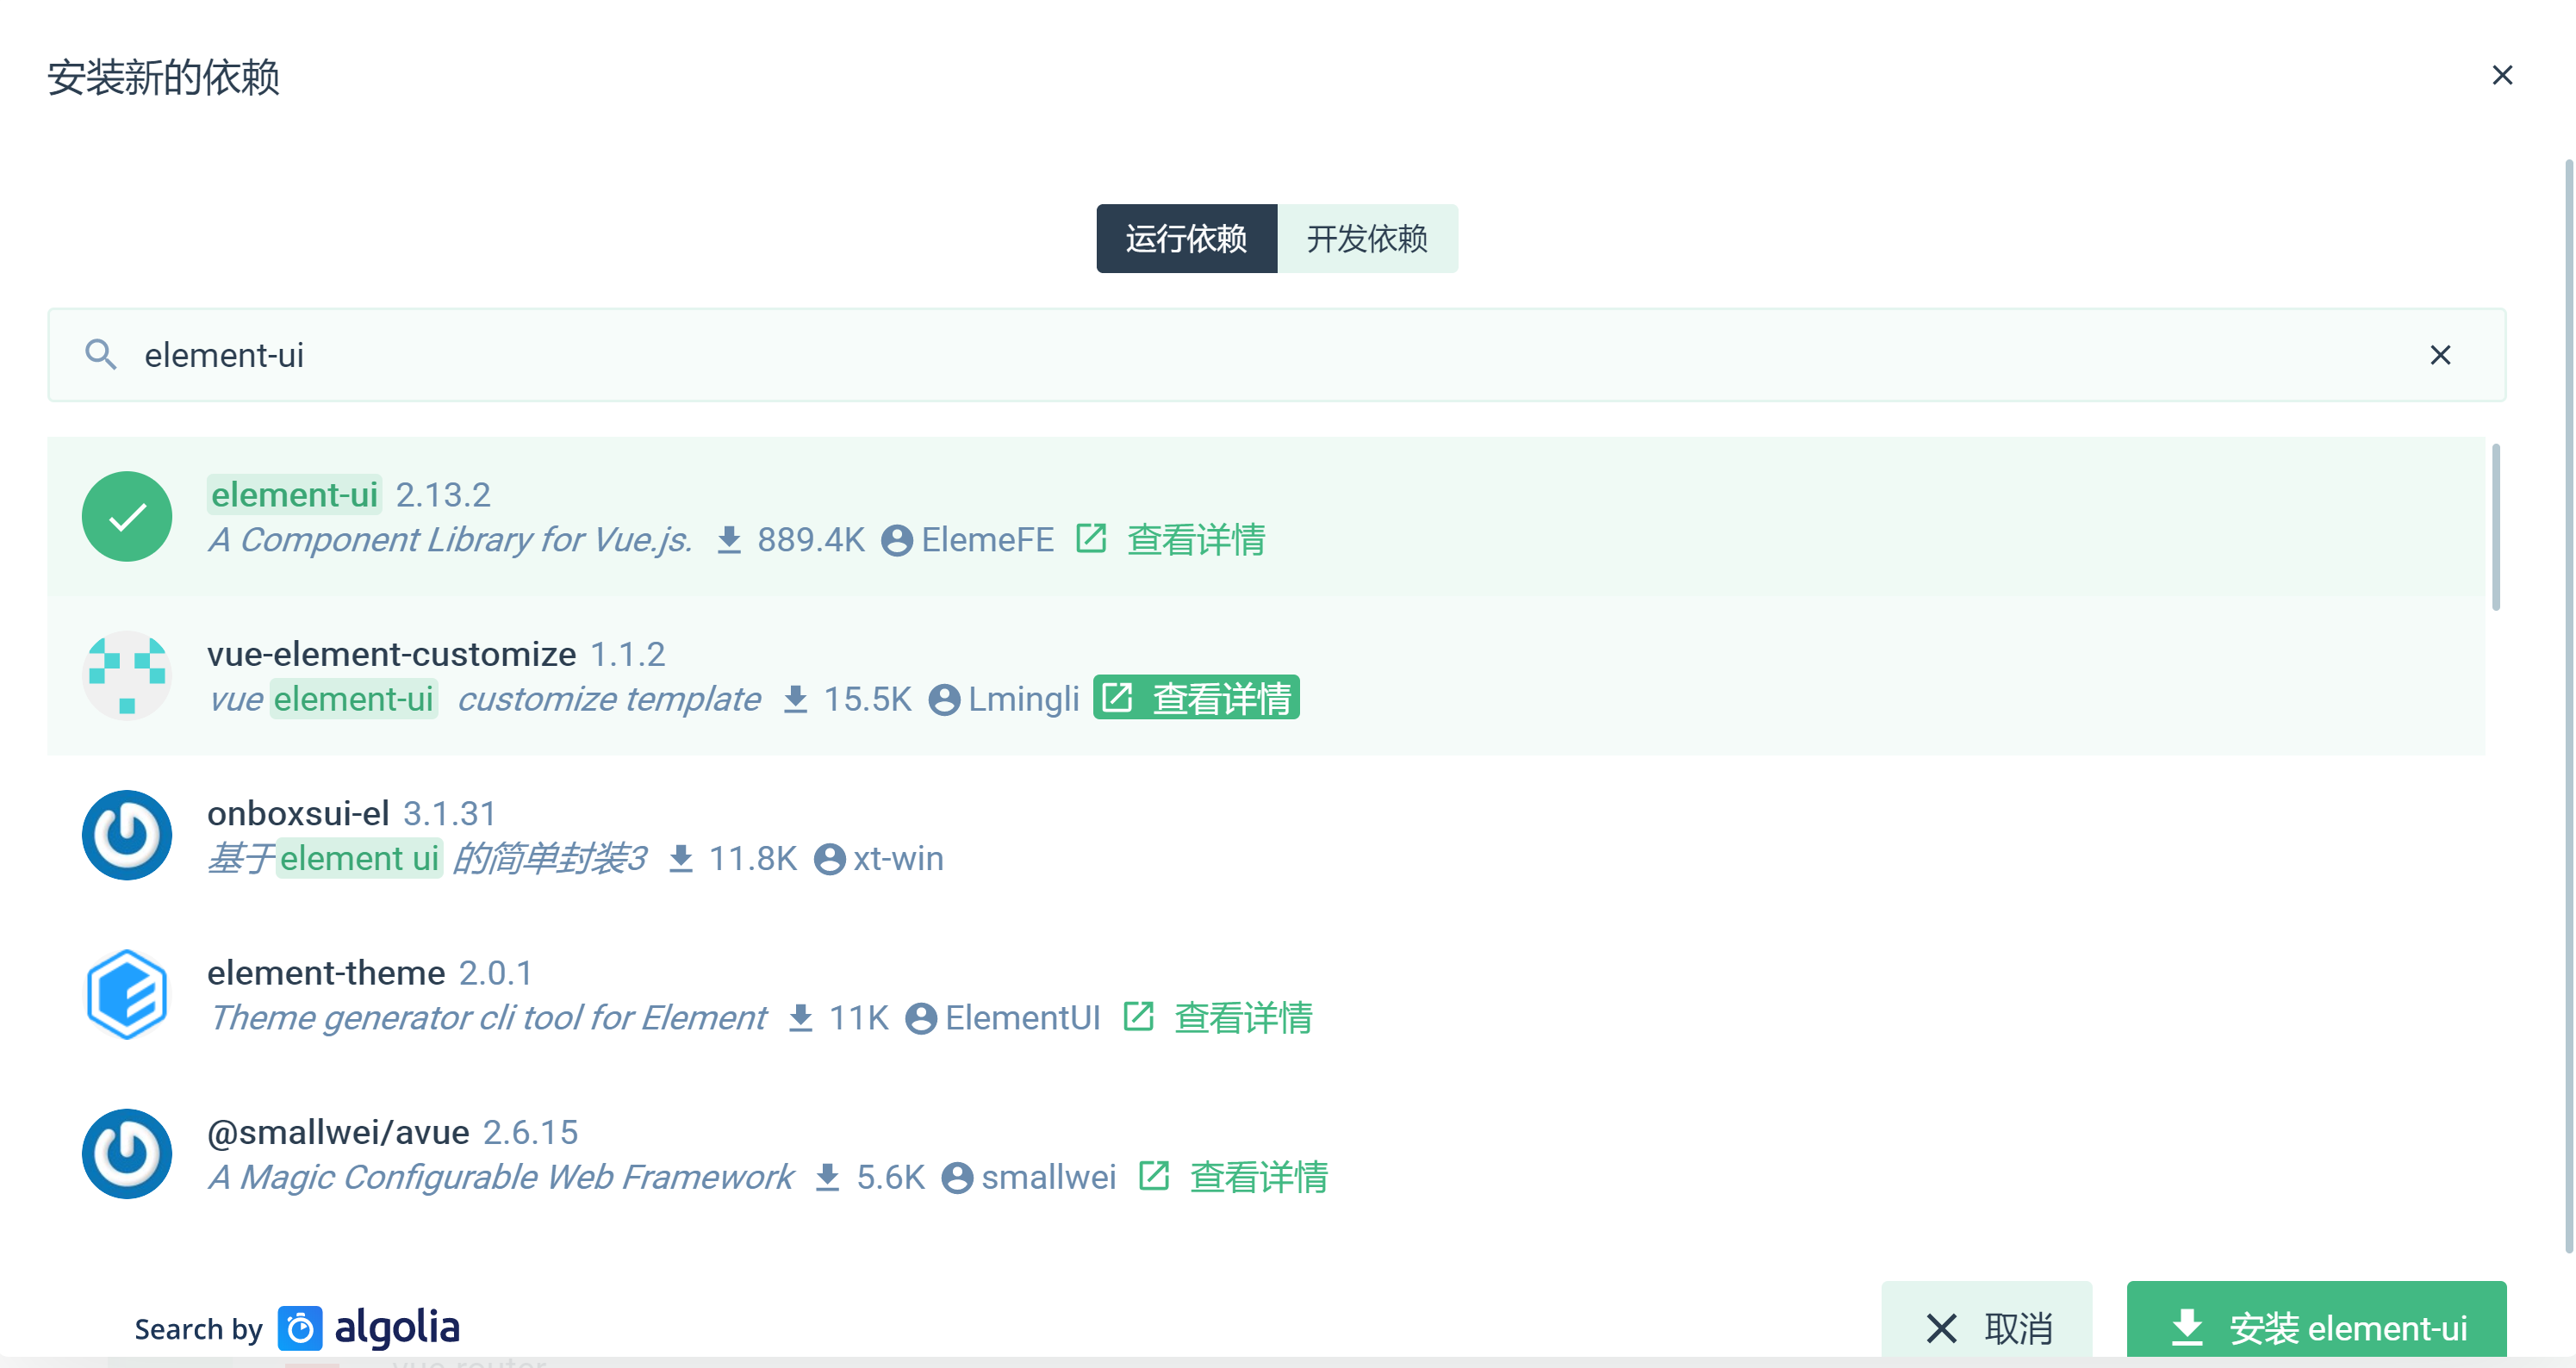 安装新的依赖
运行依赖 开发依赖
element-ui
element-ui 2.13.2
A Component Library for Vue.js. 889.4K ElemeFE 查看详情
vue-element-customize 1.1.2
vue element-ui customize template 15.5K Lmingli 查看详情
onboxsui-el 3.1.31
基于element ui 的简单封装3 11.8K xt-win
element-theme 2.0.1
Theme generator cli tool for Element 11K ElementUI 查看详情
@smallwei/avue 2.6.15
A Magic Configurable Web Framework 5.6K smallwei 查看详情
Search by algolia
取消 安装 element-ui
vue-router